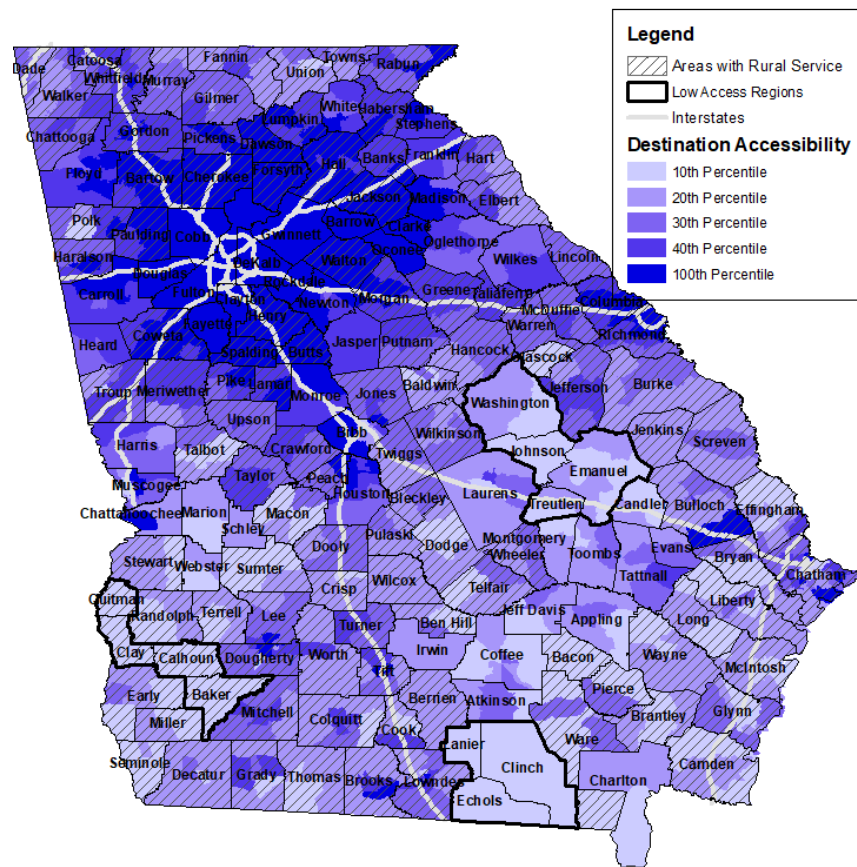 Legend
Areas with Rural Service
Low Access Regions
Interstates
Destination Accessibility
10th Percentile
20th Percentile
30th Percentile
40th Percentile
100th Percentile
Dade
Catoosa
Whitfield
Murray
Fannin
Union
Towns
Rabun
Walker
Gilmer
White
Habersham
Lumpkin
Stephens
Chattooga
Gordon
Pickens
Dawson
Hall
Banks
Franklin
Hart
Floyd
Bartow
Cherokee
Forsyth
Jackson
Madison
Elbert
Polk
Paulding
Cobb
Gwinnett
Barrow
Clarke
Oconee
Oglethorpe
Haralson
Douglas
DeKalb
Rockdale
Walton
Wilkes
Lincoln
Carroll
Fulton
Clayton
Henry
Newton
Morgan
Greene
Taliaferro
McDuffie
Columbia
Richmond
Warren
Coweta
Fayette
Spalding
Butts
Jasper
Putnam
Hancock
Glascock
Heard
Troup
Meriwether
Pike
Lamar
Monroe
Jones
Baldwin
Washington
Jefferson
Burke
Upson
Harris
Talbot
Crawford
Bibb
Twiggs
Wilkinson
Johnson
Emanuel
Jenkins
Screven
Muscogee
Taylor
Peach
Houston
Bleckley
Laurens
Treutlen
Candler
Bulloch
Effingham
Chattahoochee
Marion
Schley
Macon
Dooly
Pulaski
Dodge
Montgomery
Wheeler
Toombs
Evans
Tattnall
Bryan
Chatham
Stewart
Webster
Sumter
Crisp
Wilcox
Telfair
Jeff Davis
Appling
Long
Liberty
Quitman
Randolph
Terrell
Lee
Turner
Ben Hill
Irwin
Coffee
Bacon
Wayne
McIntosh
Clay
Calhoun
Dougherty
Worth
Tift
Early
Baker
Mitchell
Colquitt
Berrien
Atkinson
Pierce
Brantley
Glynn
Miller
Cook
Lanier
Clinch
Ware
Seminole
Decatur
Grady
Thomas
Brooks
Lowndes
Echols
Charlton
Camden